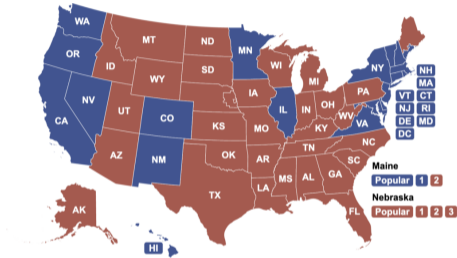 WA
MT
ND
MN
OR
ID
SD
WI
NY
NH
WY
MI
MA
NV
IA
PA
VT CT
UT
CO
IL
IN
OH
NJ RI
CA
KS
MO
KY
WV
VA
DE MD
DC
AZ
NM
OK
AR
TN
NC
SC
MS
AL
GA
TX
LA
FL
AK
HI
Maine
Popular 1 2
Nebraska
Popular 1 2 3